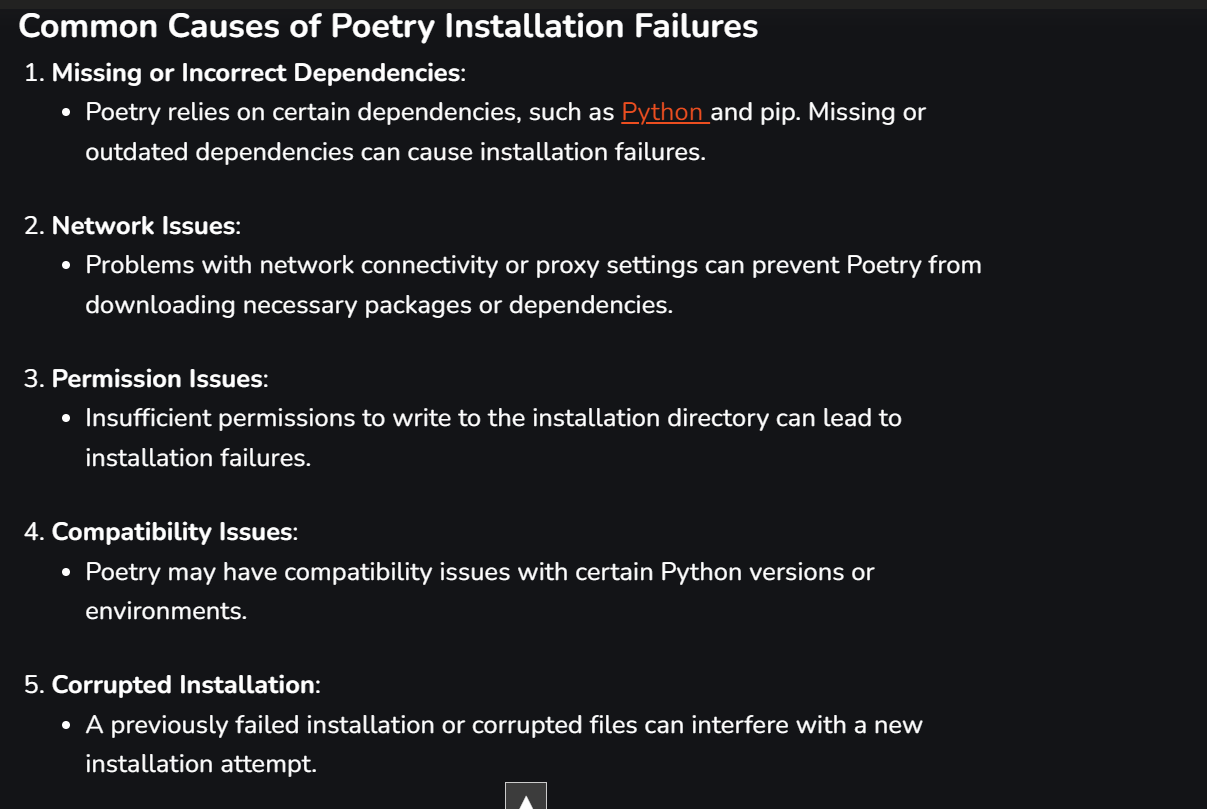 Common Causes of Poetry Installation Failures
1. Missing or Incorrect Dependencies:
• Poetry relies on certain dependencies, such as Python and pip. Missing or
outdated dependencies can cause installation failures.
2. Network Issues:
• Problems with network connectivity or proxy settings can prevent Poetry from
downloading necessary packages or dependencies.
3. Permission Issues:
• Insufficient permissions to write to the installation directory can lead to
installation failures.
4. Compatibility Issues:
• Poetry may have compatibility issues with certain Python versions or
environments.
5. Corrupted Installation:
• A previously failed installation or corrupted files can interfere with a new
installation attempt.